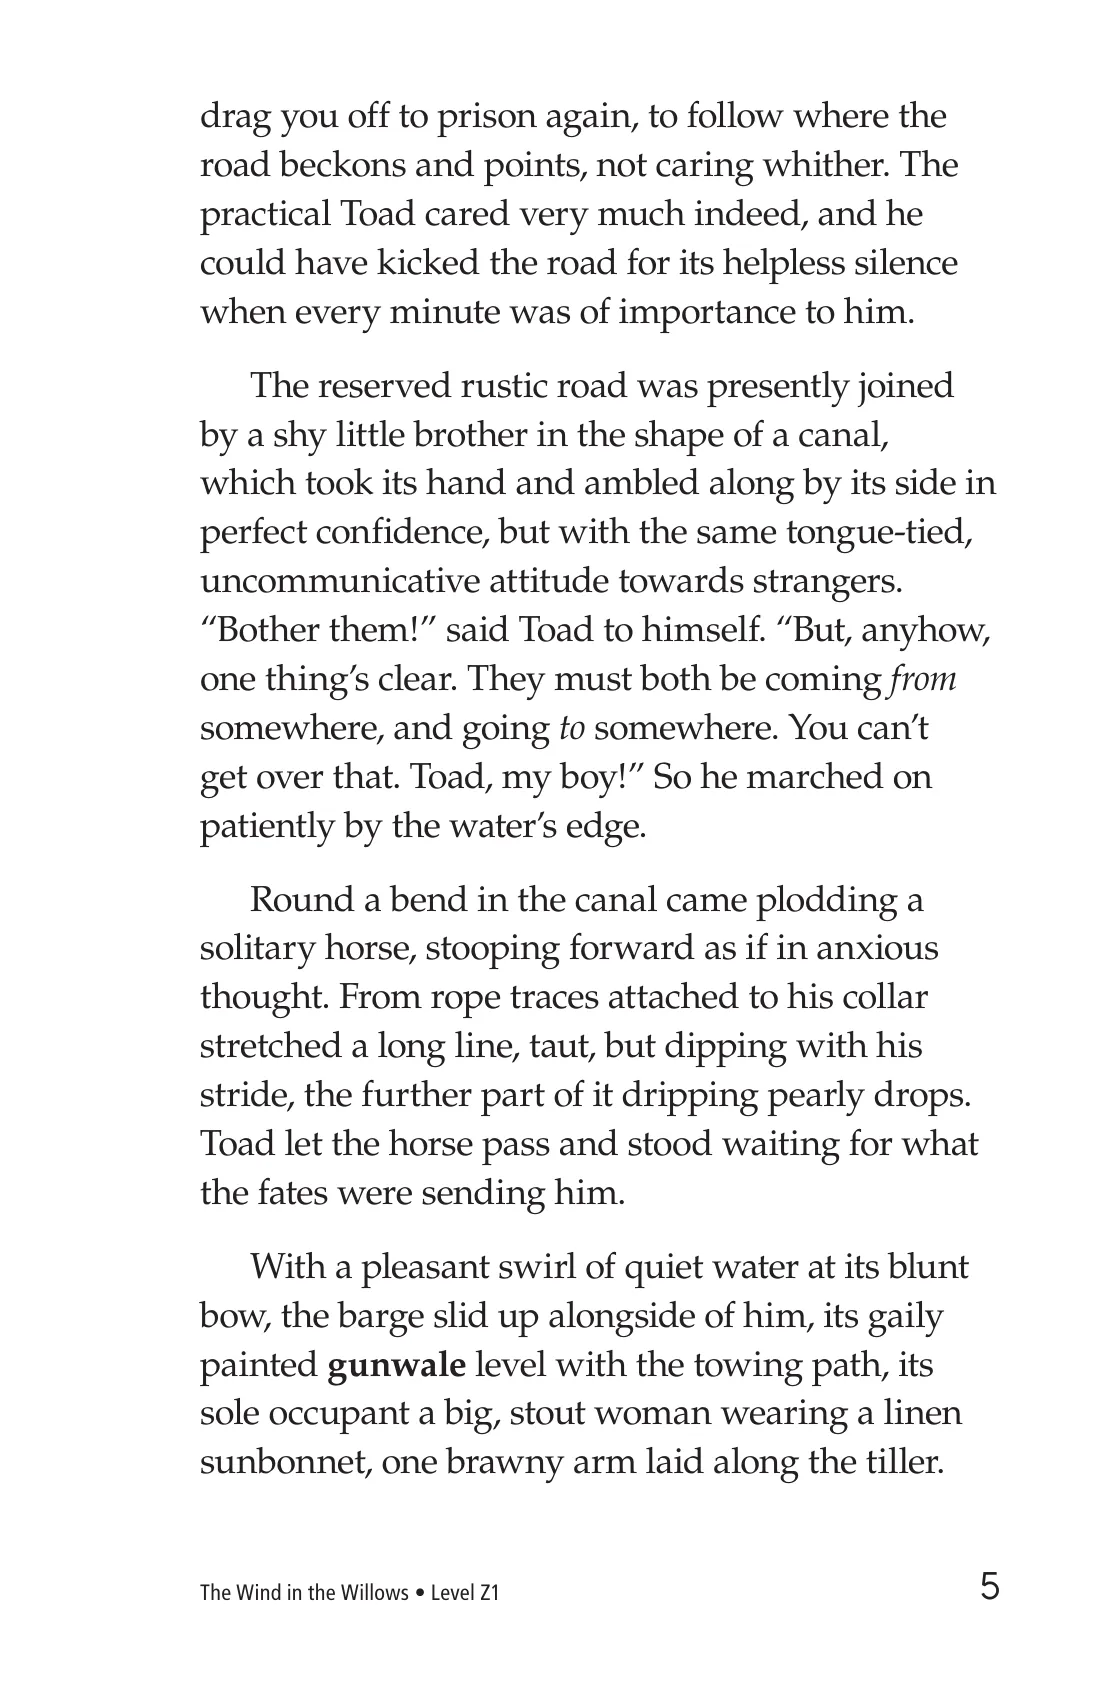 drag you off to prison again, to follow where the
road beckons and points, not caring whither. The
practical Toad cared very much indeed, and he
could have kicked the road for its helpless silence
when every minute was of importance to him.
The reserved rustic road was presently joined
by a shy little brother in the shape of a canal,
which took its hand and ambled along by its side in
perfect confidence, but with the same tongue-tied,
uncommunicative attitude towards strangers.
“Bother them!” said Toad to himself. “But, anyhow,
one thing’s clear. They must both be coming from
somewhere, and going to somewhere. You can’t
get over that. Toad, my boy!” So he marched on
patiently by the water’s edge.
Round a bend in the canal came plodding a
solitary horse, stooping forward as if in anxious
thought. From rope traces attached to his collar
stretched a long line, taut, but dipping with his
stride, the further part of it dripping pearly drops.
Toad let the horse pass and stood waiting for what
the fates were sending him.
With a pleasant swirl of quiet water at its blunt
bow, the barge slid up alongside of him, its gaily
painted gunwale level with the towing path, its
sole occupant a big, stout woman wearing a linen
sunbonnet, one brawny arm laid along the tiller.
The Wind in the Willows • Level Z1
5